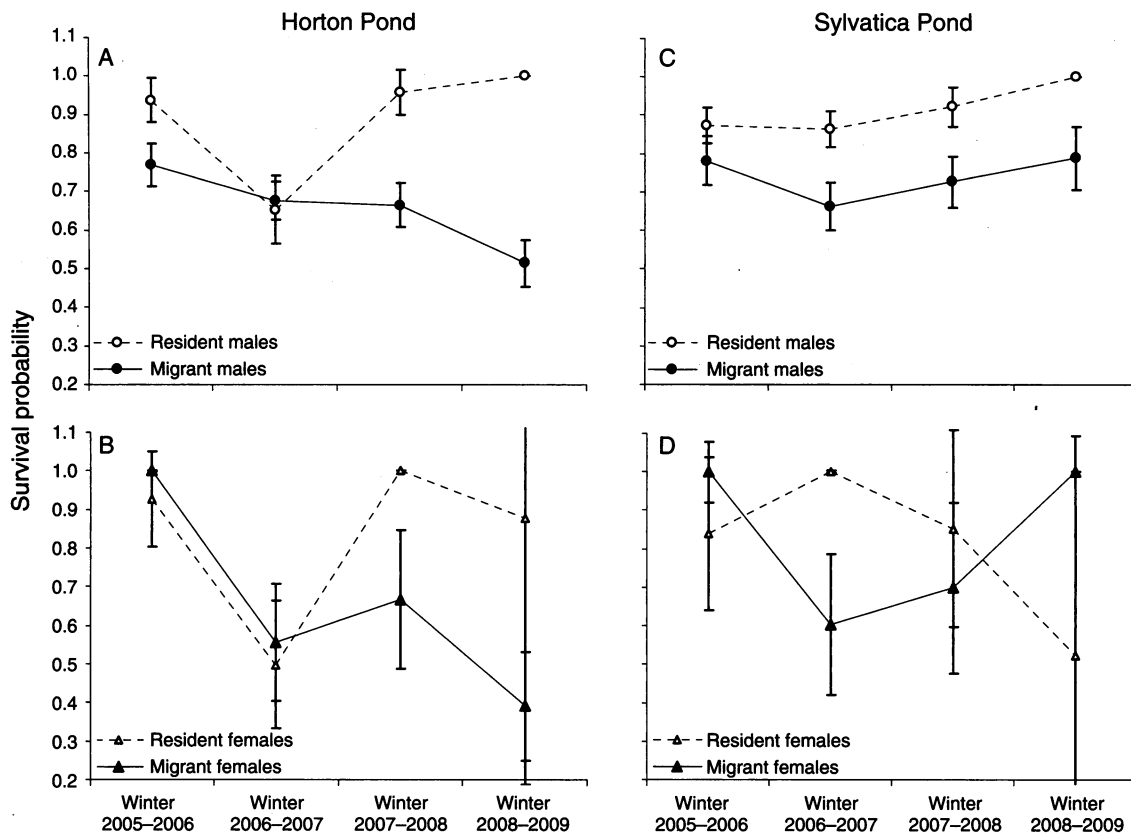 Horton Pond
Sylvatica Pond
Survival probability
A
1.1
1.0
0.9
0.8
0.7
0.6
0.5
0.4
0.3
0.2
Resident males
Migrant males
C
Resident males
Migrant males
B
1.1
1.0
0.9
0.8
0.7
0.6
0.5
0.4
0.3
0.2
Resident females
Migrant females
Winter
2005–2006
Winter
2006–2007
Winter
2007–2008
Winter
2008–2009
D
Resident females
Migrant females
Winter
2005–2006
Winter
2006–2007
Winter
2007–2008
Winter
2008–2009